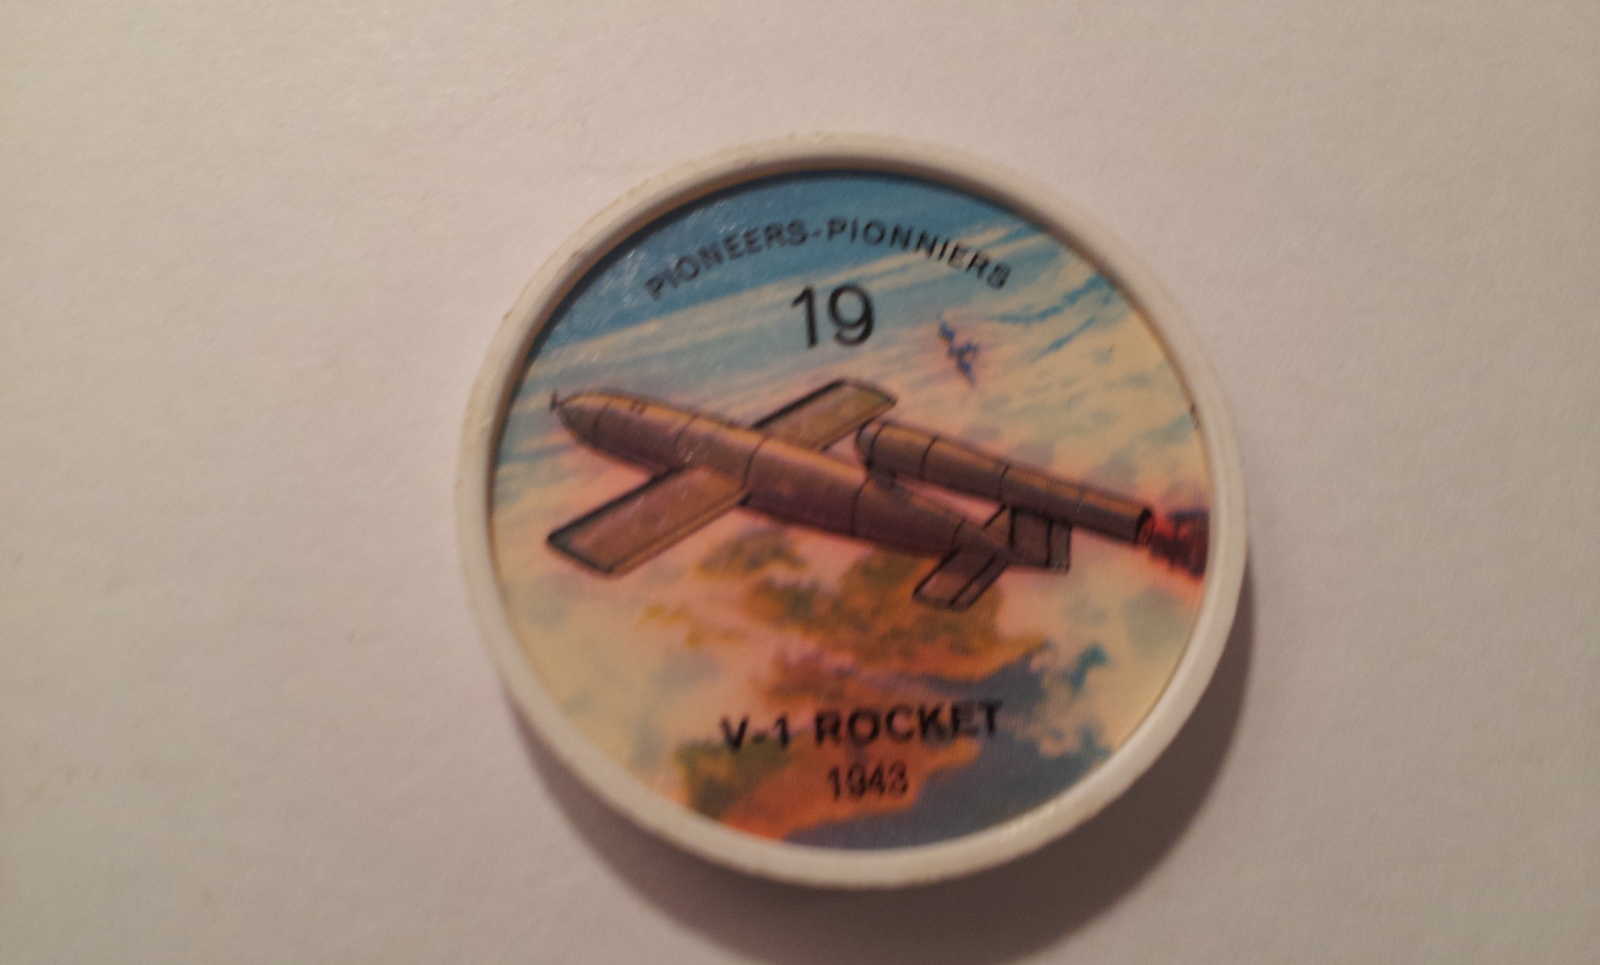 PIONEERS-PIONNIERS
19
V-1 ROCKET
1943